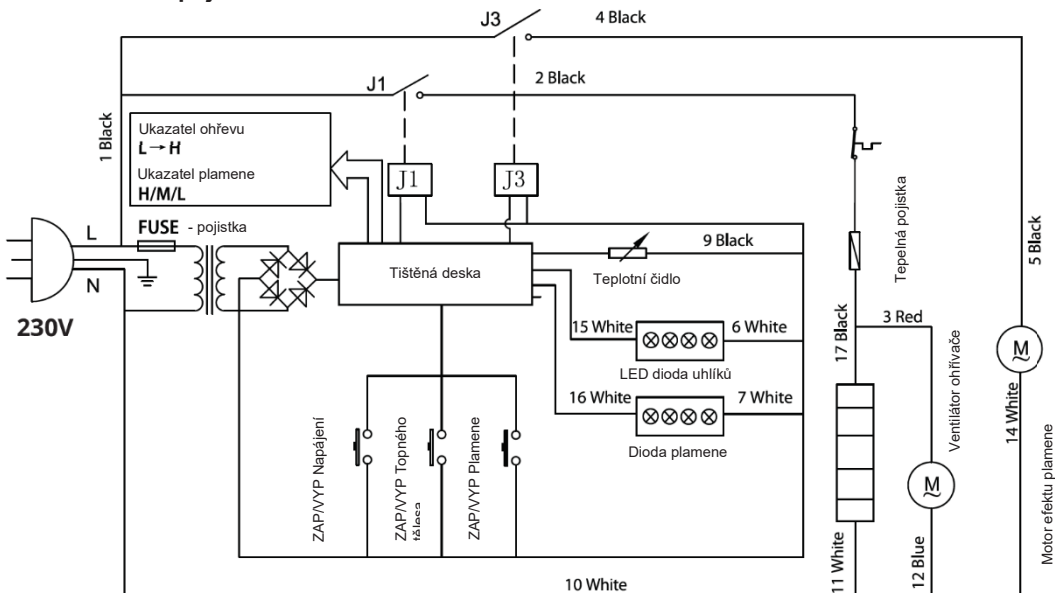 J3
4 Black
J1
2 Black
1 Black
Ukazatel ohřevu
L→H
Ukazatel plamene
H/M/L
J1
J3
L
FUSE - pojistka
N
230V
Tištěná deska
9 Black
Teplotní čidlo
Tepelná pojistka
5 Black
15 White
6 White
LED dioda uhlíků
16 White
7 White
Dioda plamene
17 Black
3 Red
Ventilátor ohřívače
M
M
14 White
Motor efektu plamene
ZAP/VYP Napájení
ZAP/VYP Topného
tělesa
ZAP/VYP Plamene
10 White
11 White
12 Blue